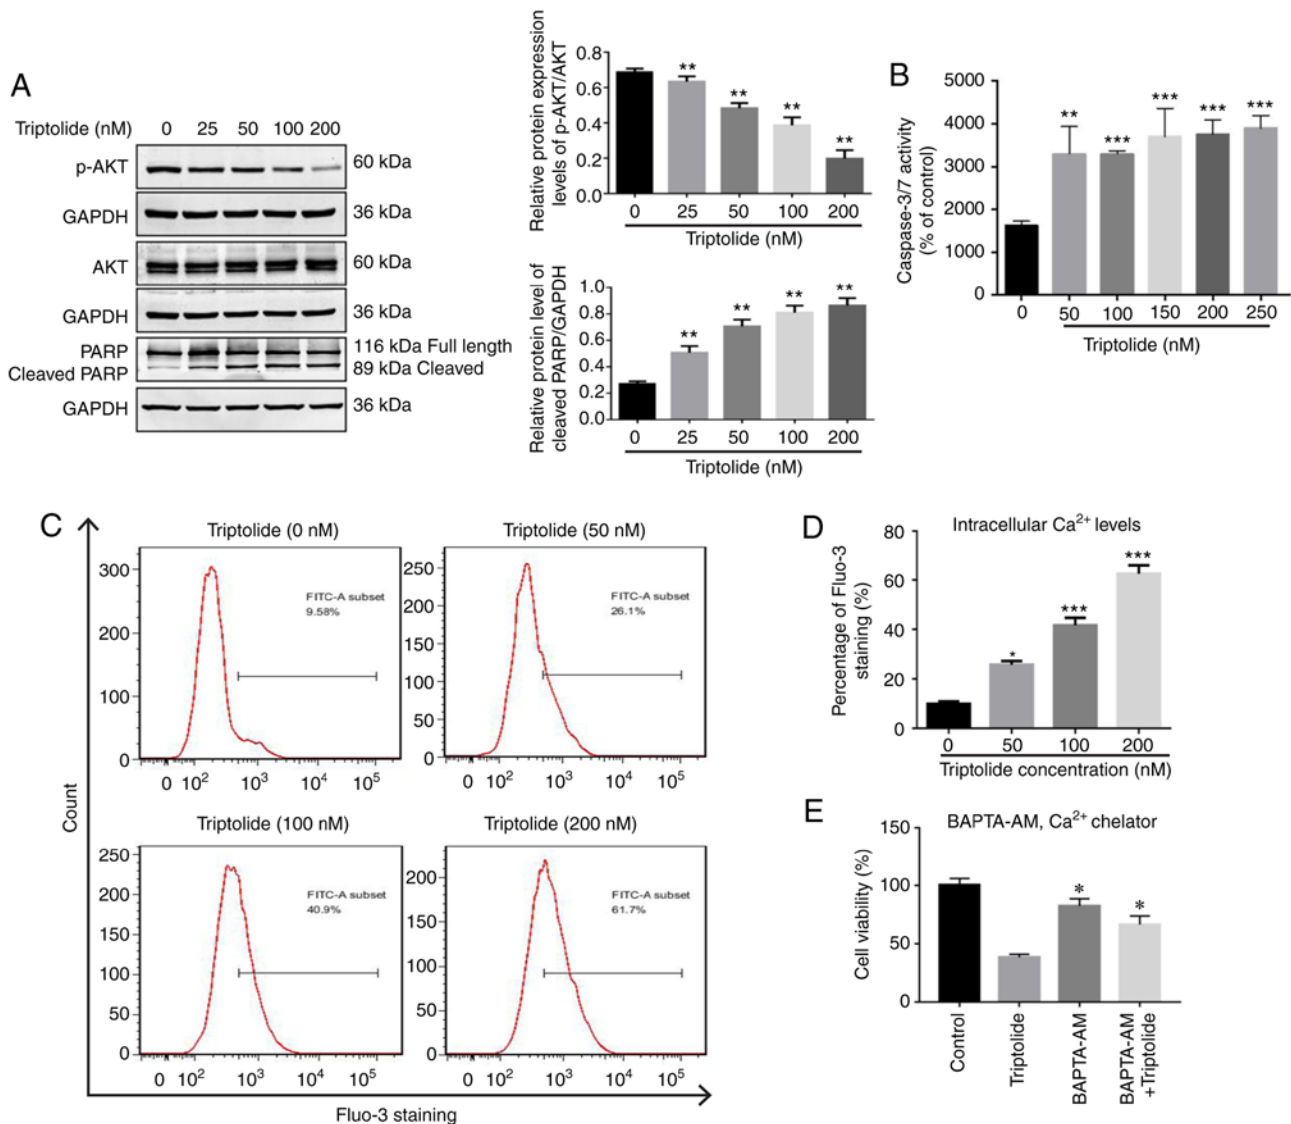 A
Triptolide (nM) 0 25 50 100 200
p-AKT 60 kDa
GAPDH 36 kDa
AKT 60 kDa
GAPDH 36 kDa
PARP 116 kDa Full length
Cleaved PARP 89 kDa Cleaved
GAPDH 36 kDa
Relative protein expression
levels of p-AKT/AKT
0.8
0.6
0.4
0.2
0.0
** ** ** **
0 25 50 100 200
Triptolide (nM)
Relative protein level of
cleaved PARP/GAPDH
1.0
0.8
0.6
0.4
0.2
0.0
** ** ** **
0 25 50 100 200
Triptolide (nM)
B
Caspase-3/7 activity
(% of control)
5000
4000
3000
2000
1000
0
** *** *** *** ***
0 50 100 150 200 250
Triptolide (nM)
C
Count
Triptolide (0 nM)
300
200
100
0
FITC-A subset
9.58%
0 10² 10³ 10⁴ 10⁵
Triptolide (50 nM)
250
200
150
100
50
0
FITC-A subset
26.1%
0 10² 10³ 10⁴ 10⁵
Triptolide (100 nM)
250
200
150
100
50
0
FITC-A subset
40.9%
0 10² 10³ 10⁴ 10⁵
Triptolide (200 nM)
200
150
100
50
0
FITC-A subset
61.7%
0 10² 10³ 10⁴ 10⁵
Fluo-3 staining
D
Intracellular Ca²⁺ levels
Percentage of Fluo-3
staining (%)
80
60
40
20
0
* *** ***
0 50 100 200
Triptolide concentration (nM)
E
BAPTA-AM, Ca²⁺ chelator
Cell viability (%)
150
100
50
0
* *
Control
Triptolide
BAPTA-AM
BAPTA-AM
+Triptolide